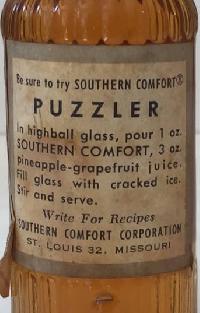 Be sure to try SOUTHERN COMFORT®
PUZZLER
In highball glass, pour 1 oz.
SOUTHERN COMFORT, 3 oz.
pineapple-grapefruit juice.
Fill glass with cracked ice.
Stir and serve.
Write For Recipes
SOUTHERN COMFORT CORPORATION
ST. LOUIS 32, MISSOURI